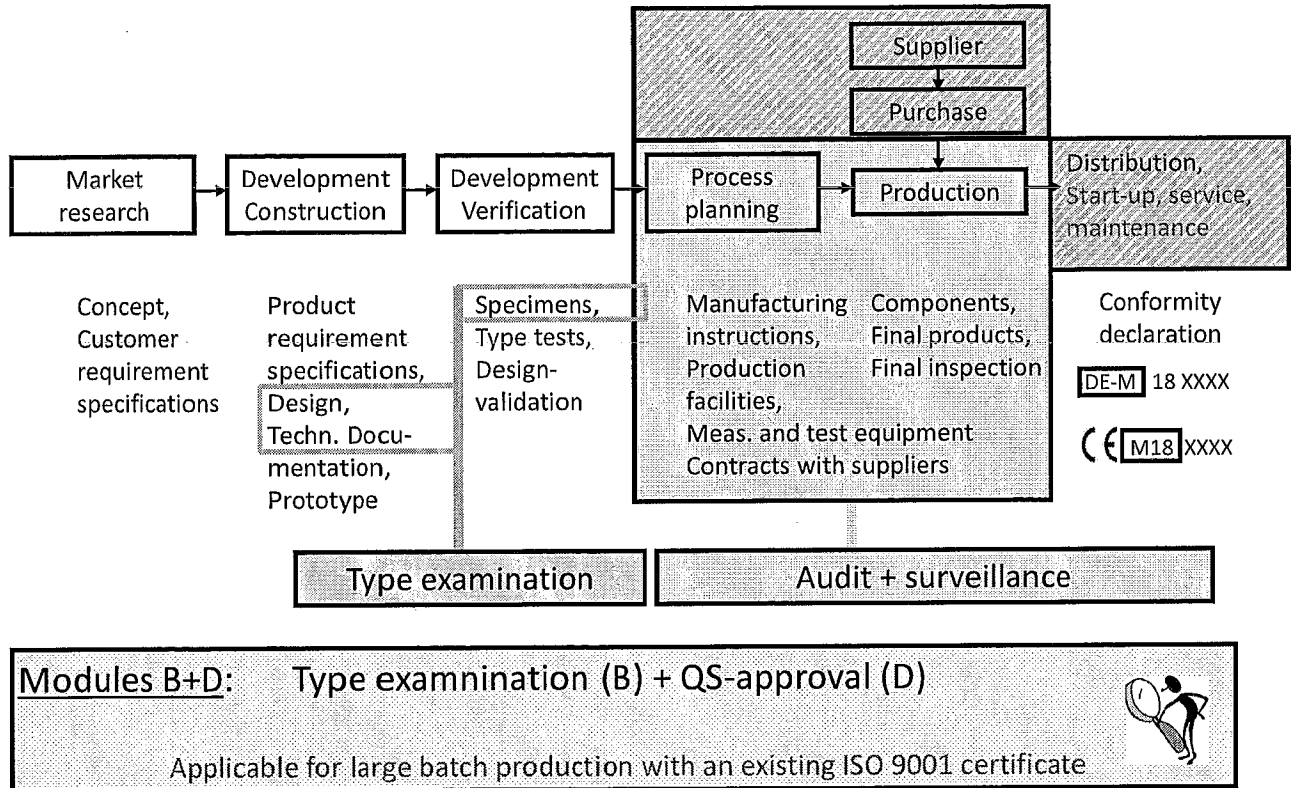 Supplier
Purchase
Market
research
Development
Construction
Development
Verification
Process
planning
Production
Distribution,
Start-up, service,
maintenance
Concept,
Customer
requirement
specifications
Product
requirement
specifications,
Design,
Techn. Docu-
mentation,
Prototype
Specimens,
Type tests,
Design-
validation
Manufacturing
instructions,
Production
facilities,
Meas. and test equipment
Contracts with suppliers
Components,
Final products,
Final inspection
Conformity
declaration
DE-M 18 XXXX
CE M18 XXXX
Type examination
Audit + surveillance
Modules B+D: Type examnination (B) + QS-approval (D)
Applicable for large batch production with an existing ISO 9001 certificate